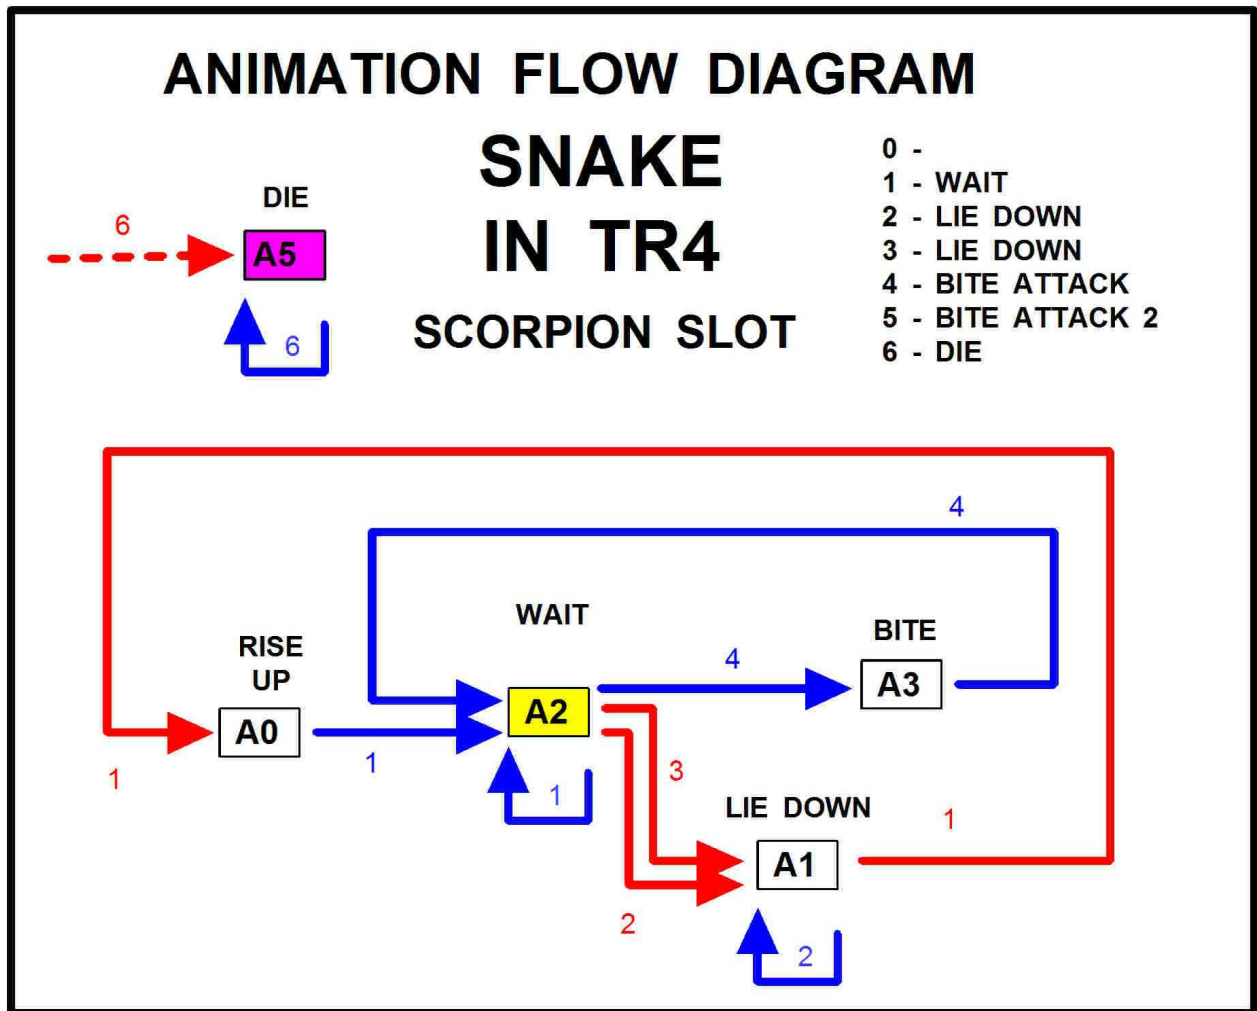 ANIMATION FLOW DIAGRAM
SNAKE
IN TR4
SCORPION SLOT
0 -
1 - WAIT
2 - LIE DOWN
3 - LIE DOWN
4 - BITE ATTACK
5 - BITE ATTACK 2
6 - DIE
DIE
6
A5
6
4
WAIT
BITE
RISE
UP
4
A3
A2
A0
1
1
3
1
LIE DOWN
1
A1
2
2